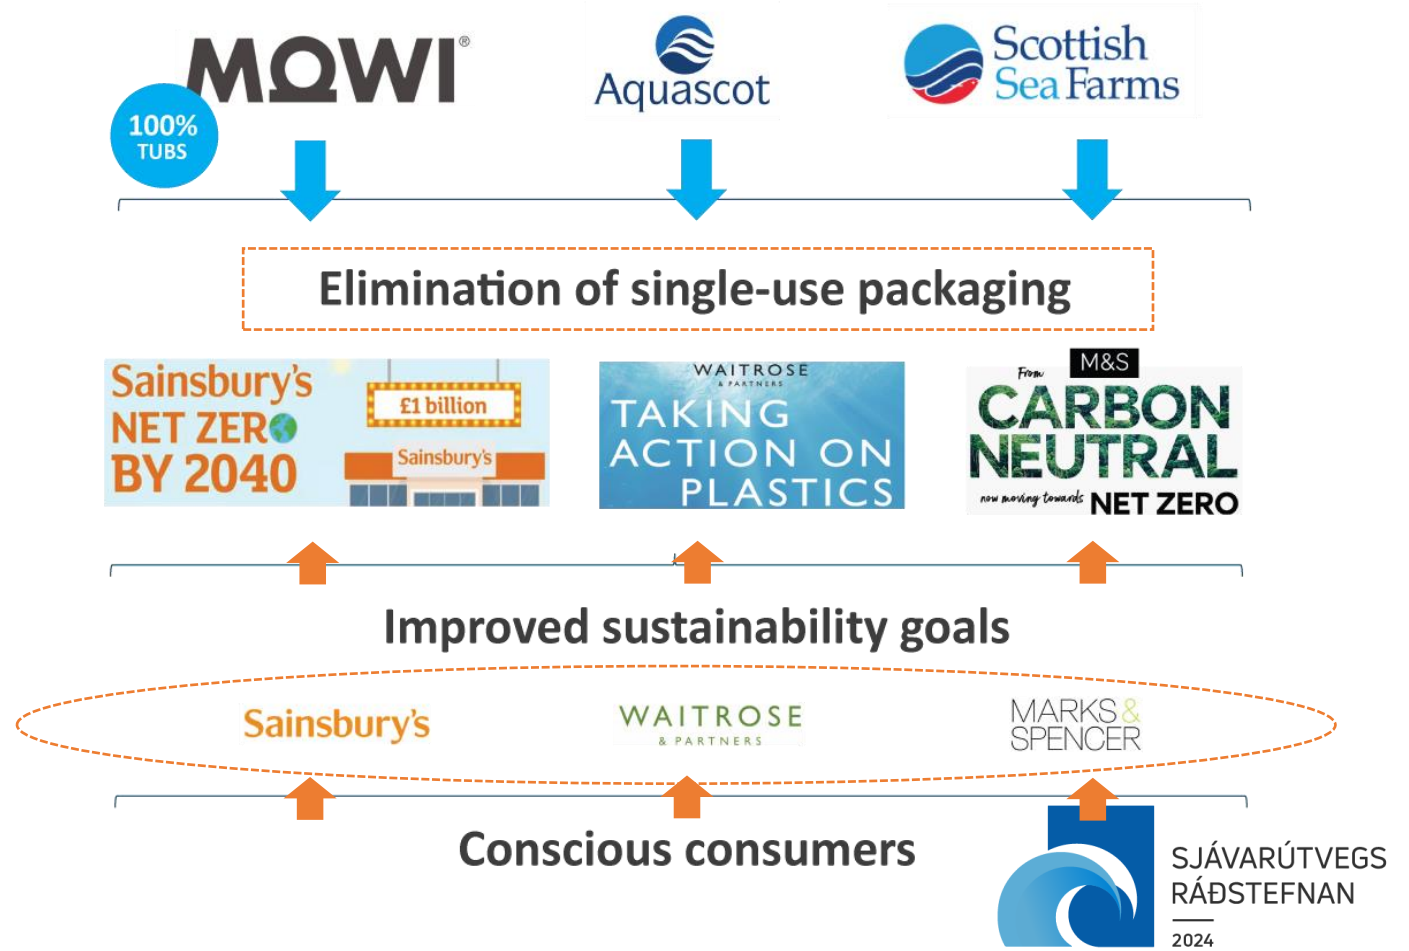 MOWI®
Aquascot
Scottish
Sea Farms
100%
TUBS
Elimination of single-use packaging
Sainsbury's
NET ZERO
BY 2040
£1 billion
Sainsbury's
WAITROSE
& PARTNERS
TAKING
ACTION ON
PLASTICS
M&S
From
CARBON
NEUTRAL
now moving towards NET ZERO
Improved sustainability goals
Sainsbury's
WAITROSE
& PARTNERS
MARKS&
SPENCER
Conscious consumers
SJÁVARÚTVEGS
RÁÐSTEFNAN
2024